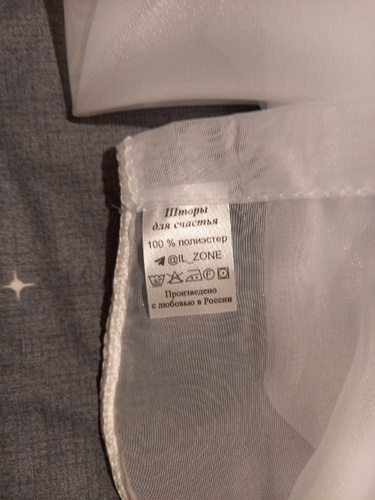 Шторы
для счастья
100 % полиэстер
@IL_ZONE
Произведено
с любовью в России